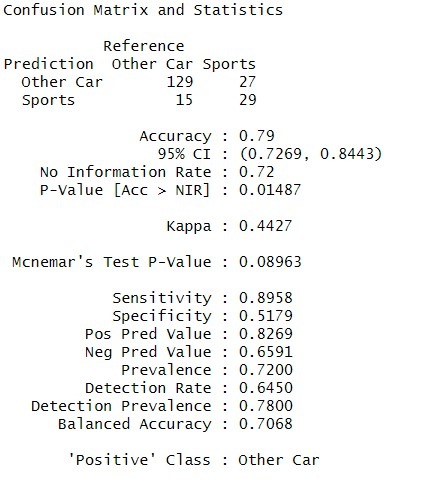 Confusion Matrix and Statistics
Reference
Prediction Other Car Sports
Other Car 129 27
Sports 15 29
Accuracy : 0.79
95% CI : (0.7269, 0.8443)
No Information Rate : 0.72
P-Value [Acc > NIR] : 0.01487
Kappa : 0.4427
Mcnemar's Test P-Value : 0.08963
Sensitivity : 0.8958
Specificity : 0.5179
Pos Pred Value : 0.8269
Neg Pred Value : 0.6591
Prevalence : 0.7200
Detection Rate : 0.6450
Detection Prevalence : 0.7800
Balanced Accuracy : 0.7068
'Positive' Class : Other Car